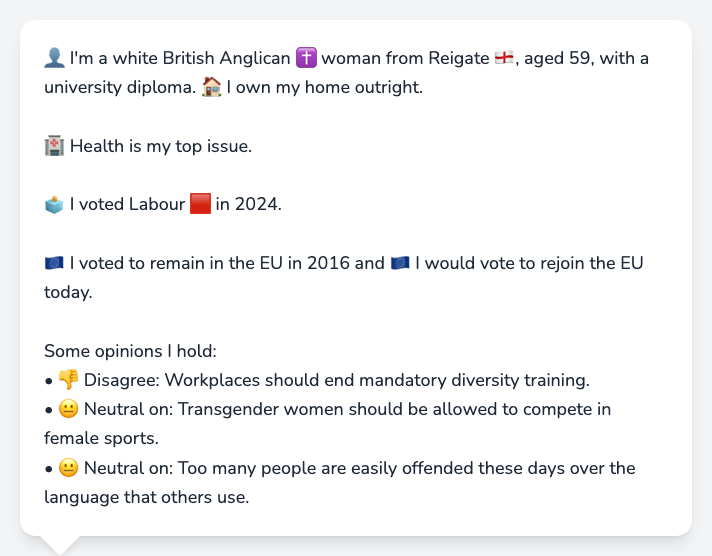 👤 I'm a white British Anglican ✝️ woman from Reigate 🏴󠁧󠁢󠁥󠁮󠁧󠁿, aged 59, with a
university diploma. 🏠 I own my home outright.
🏥 Health is my top issue.
🗳️ I voted Labour 🟥 in 2024.
🇪🇺 I voted to remain in the EU in 2016 and 🇪🇺 I would vote to rejoin the EU
today.
Some opinions I hold:
• 👎 Disagree: Workplaces should end mandatory diversity training.
• 😐 Neutral on: Transgender women should be allowed to compete in
female sports.
• 😐 Neutral on: Too many people are easily offended these days over the
language that others use.